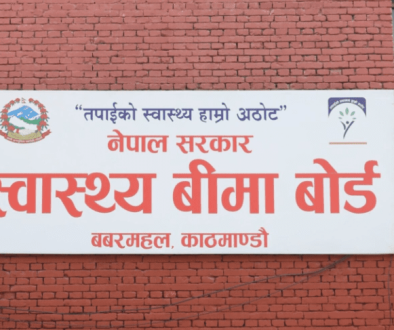 “तपाईको स्वास्थ्य हाम्रो अठोट”
नेपाल सरकार
स्वास्थ्य बीमा बोर्ड
बबरमहल, काठमाण्डौ